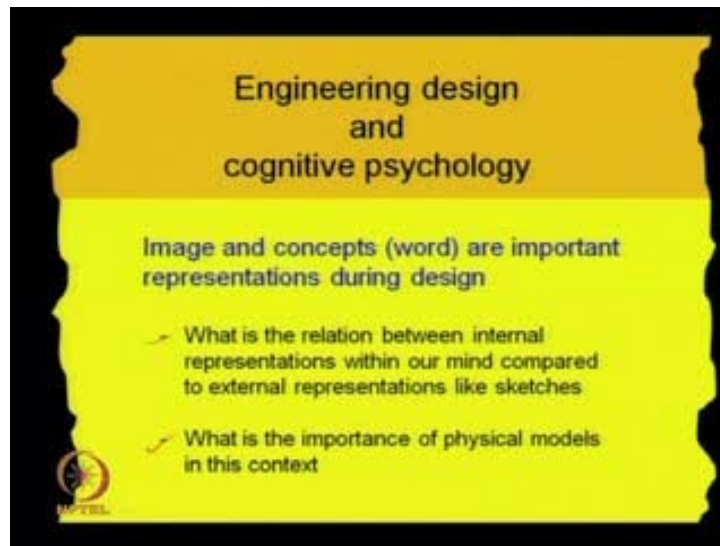 Engineering design
and
cognitive psychology
Image and concepts (word) are important
representations during design
What is the relation between internal
representations within our mind compared
to external representations like sketches
What is the importance of physical models
in this context
NPTEL